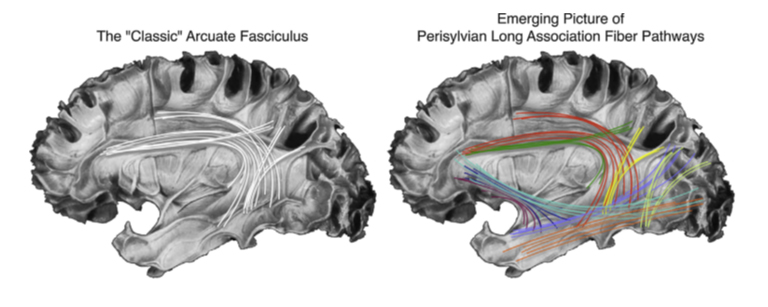 The "Classic" Arcuate Fasciculus
Emerging Picture of
Perisylvian Long Association Fiber Pathways